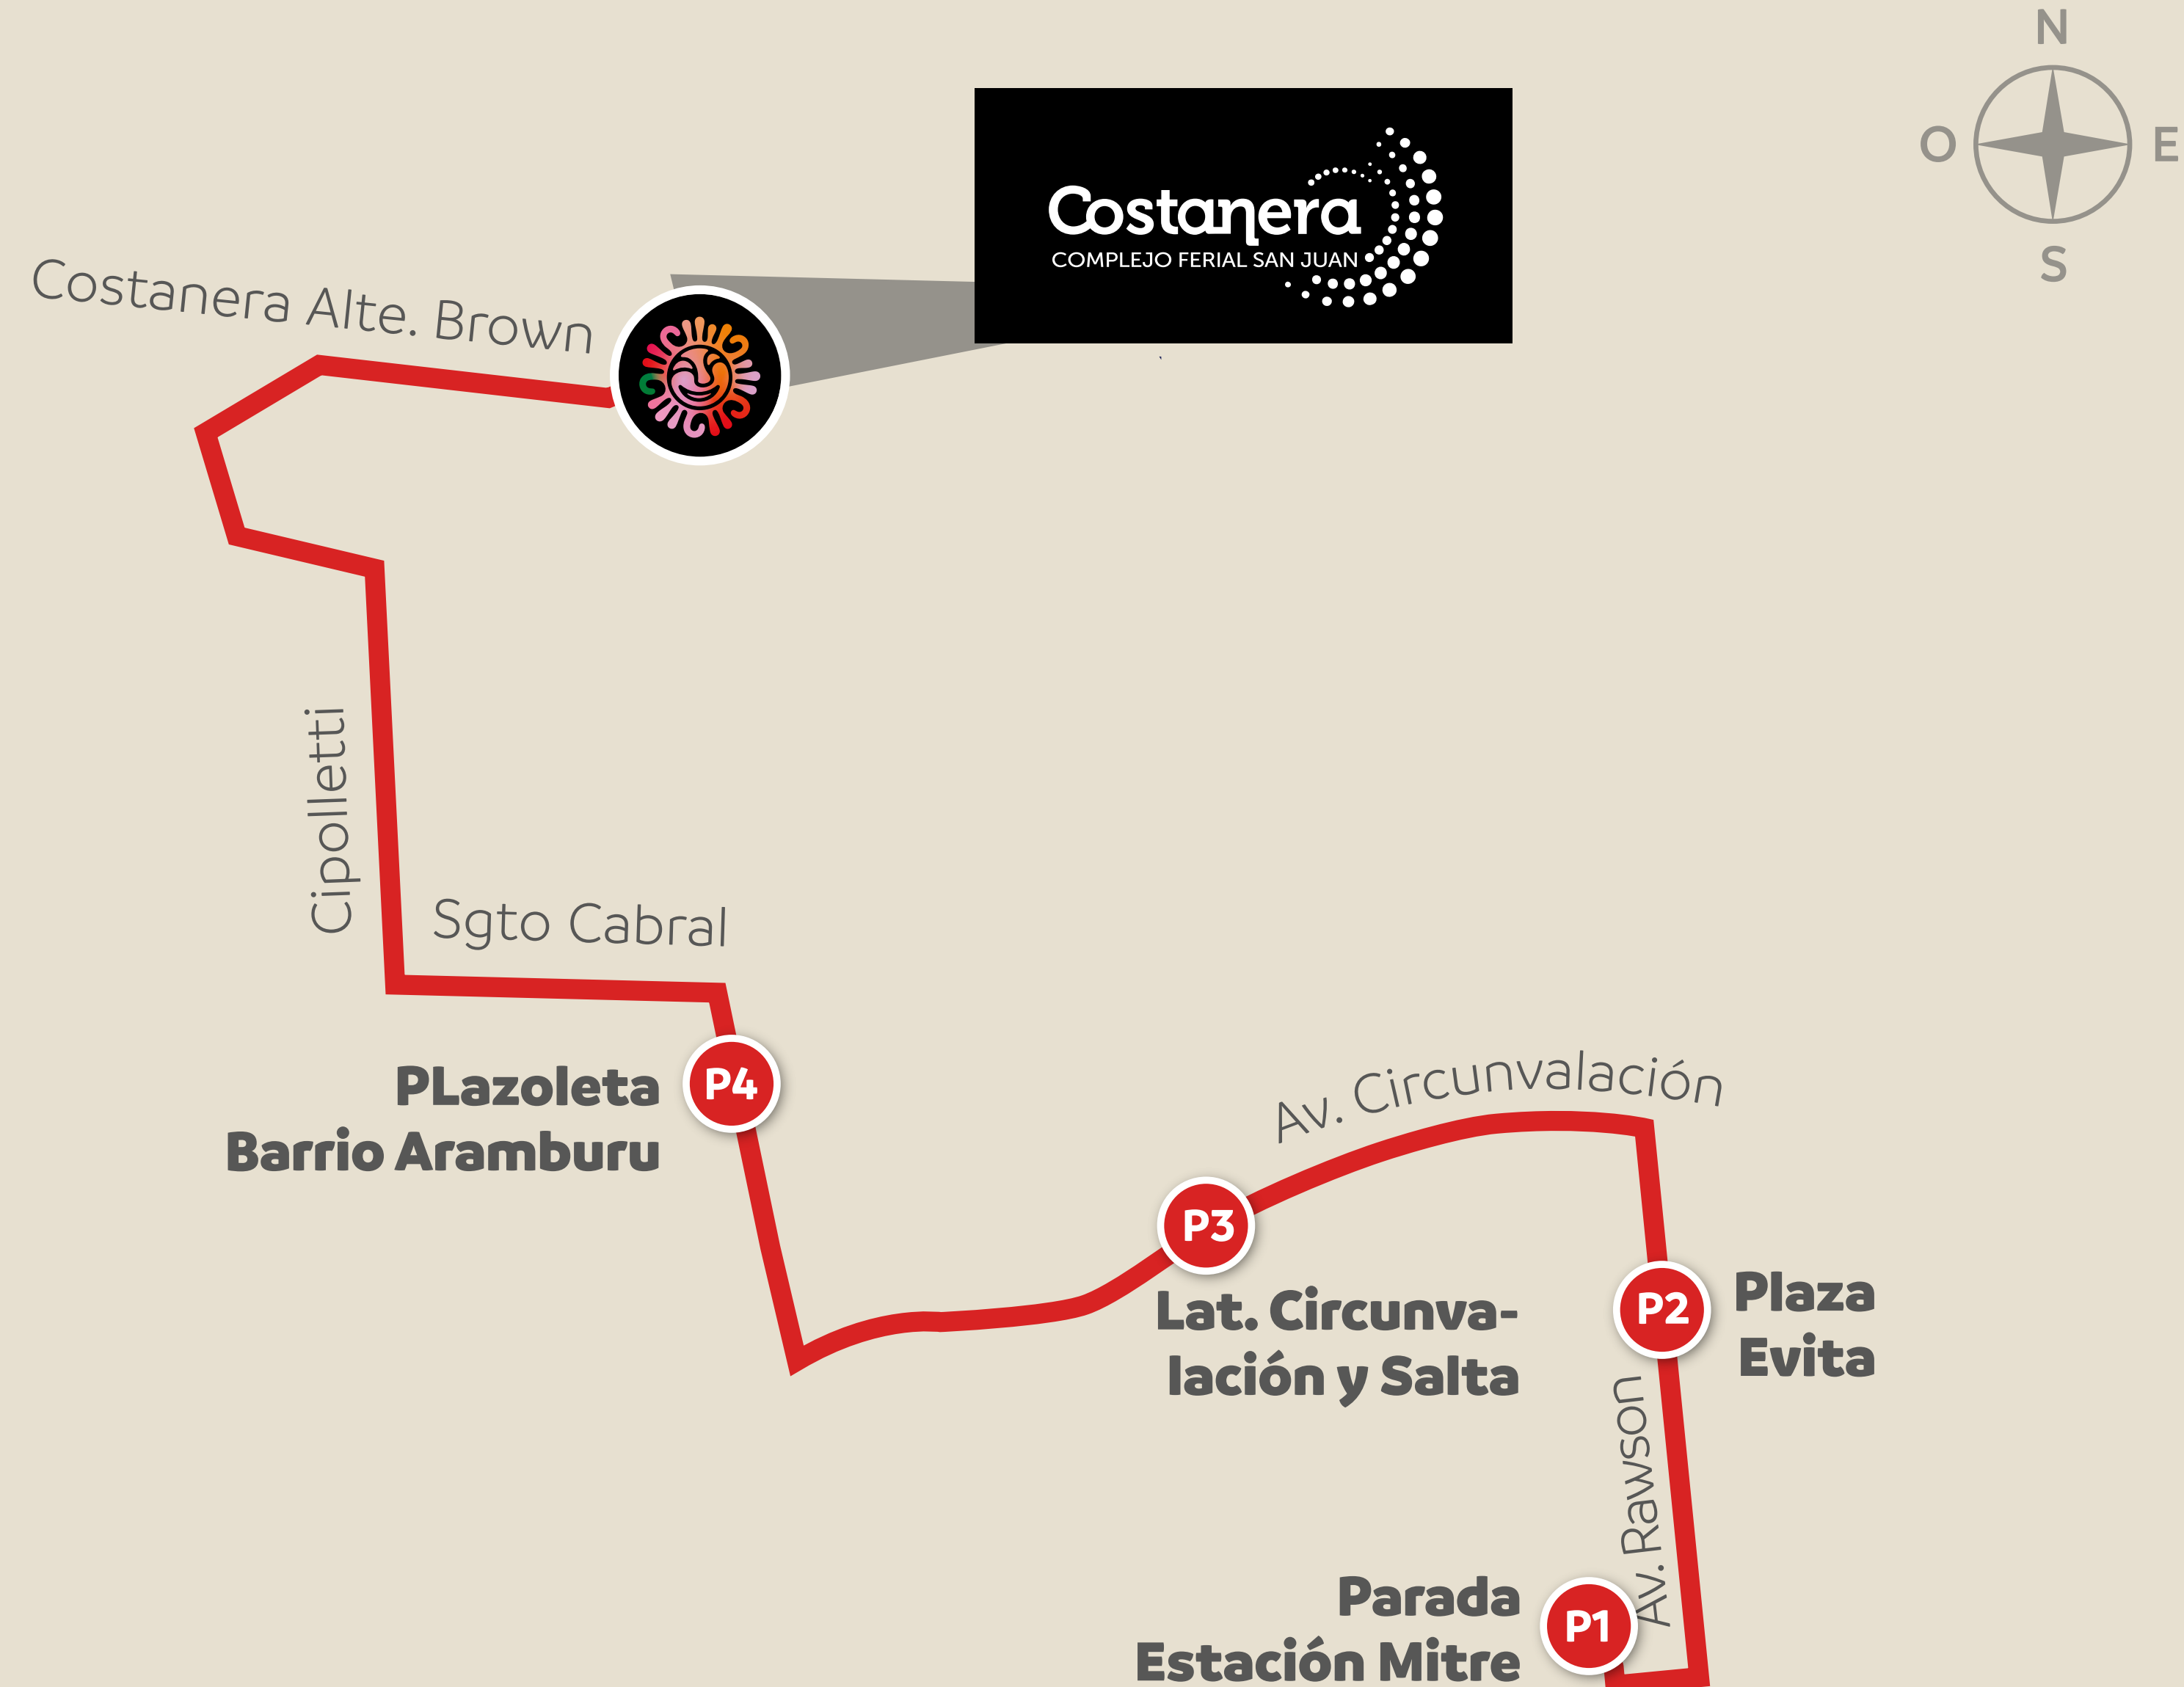 N
O
E
S
Costanera
COMPLEJO FERIAL SAN JUAN
Costanera Alte. Brown
Cipolletti
Sgto Cabral
P4
PLazoleta
Barrio Aramburu
Av. Circunvalación
P3
Lat. Circunva-
lación y Salta
P2
Plaza
Evita
Av. Rawson
P1
Parada
Estación Mitre